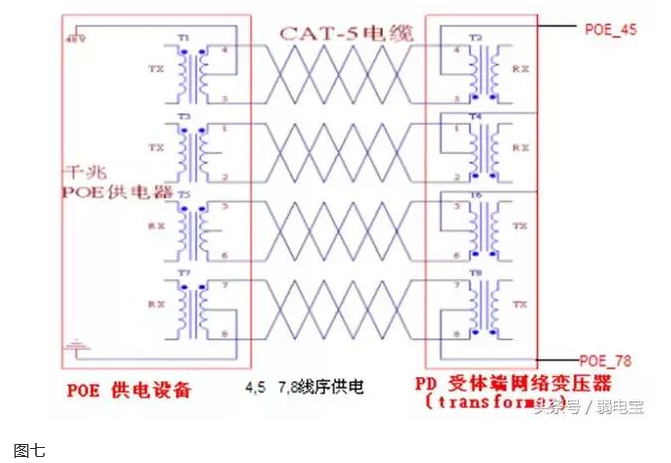 CAT-5电缆
POE_45
48V
T1
T2
4
4
TX
RX
5
5
T3
T4
1
1
TX
RX
2
2
千兆
POE供电器
T5
T6
3
3
RX
TX
6
6
T7
T8
7
7
RX
TX
8
8
POE_78
POE 供电设备
4,5 7,8线序供电
PD 受体端网络变压器
(transformer)
头条号 / 弱电宝
图七